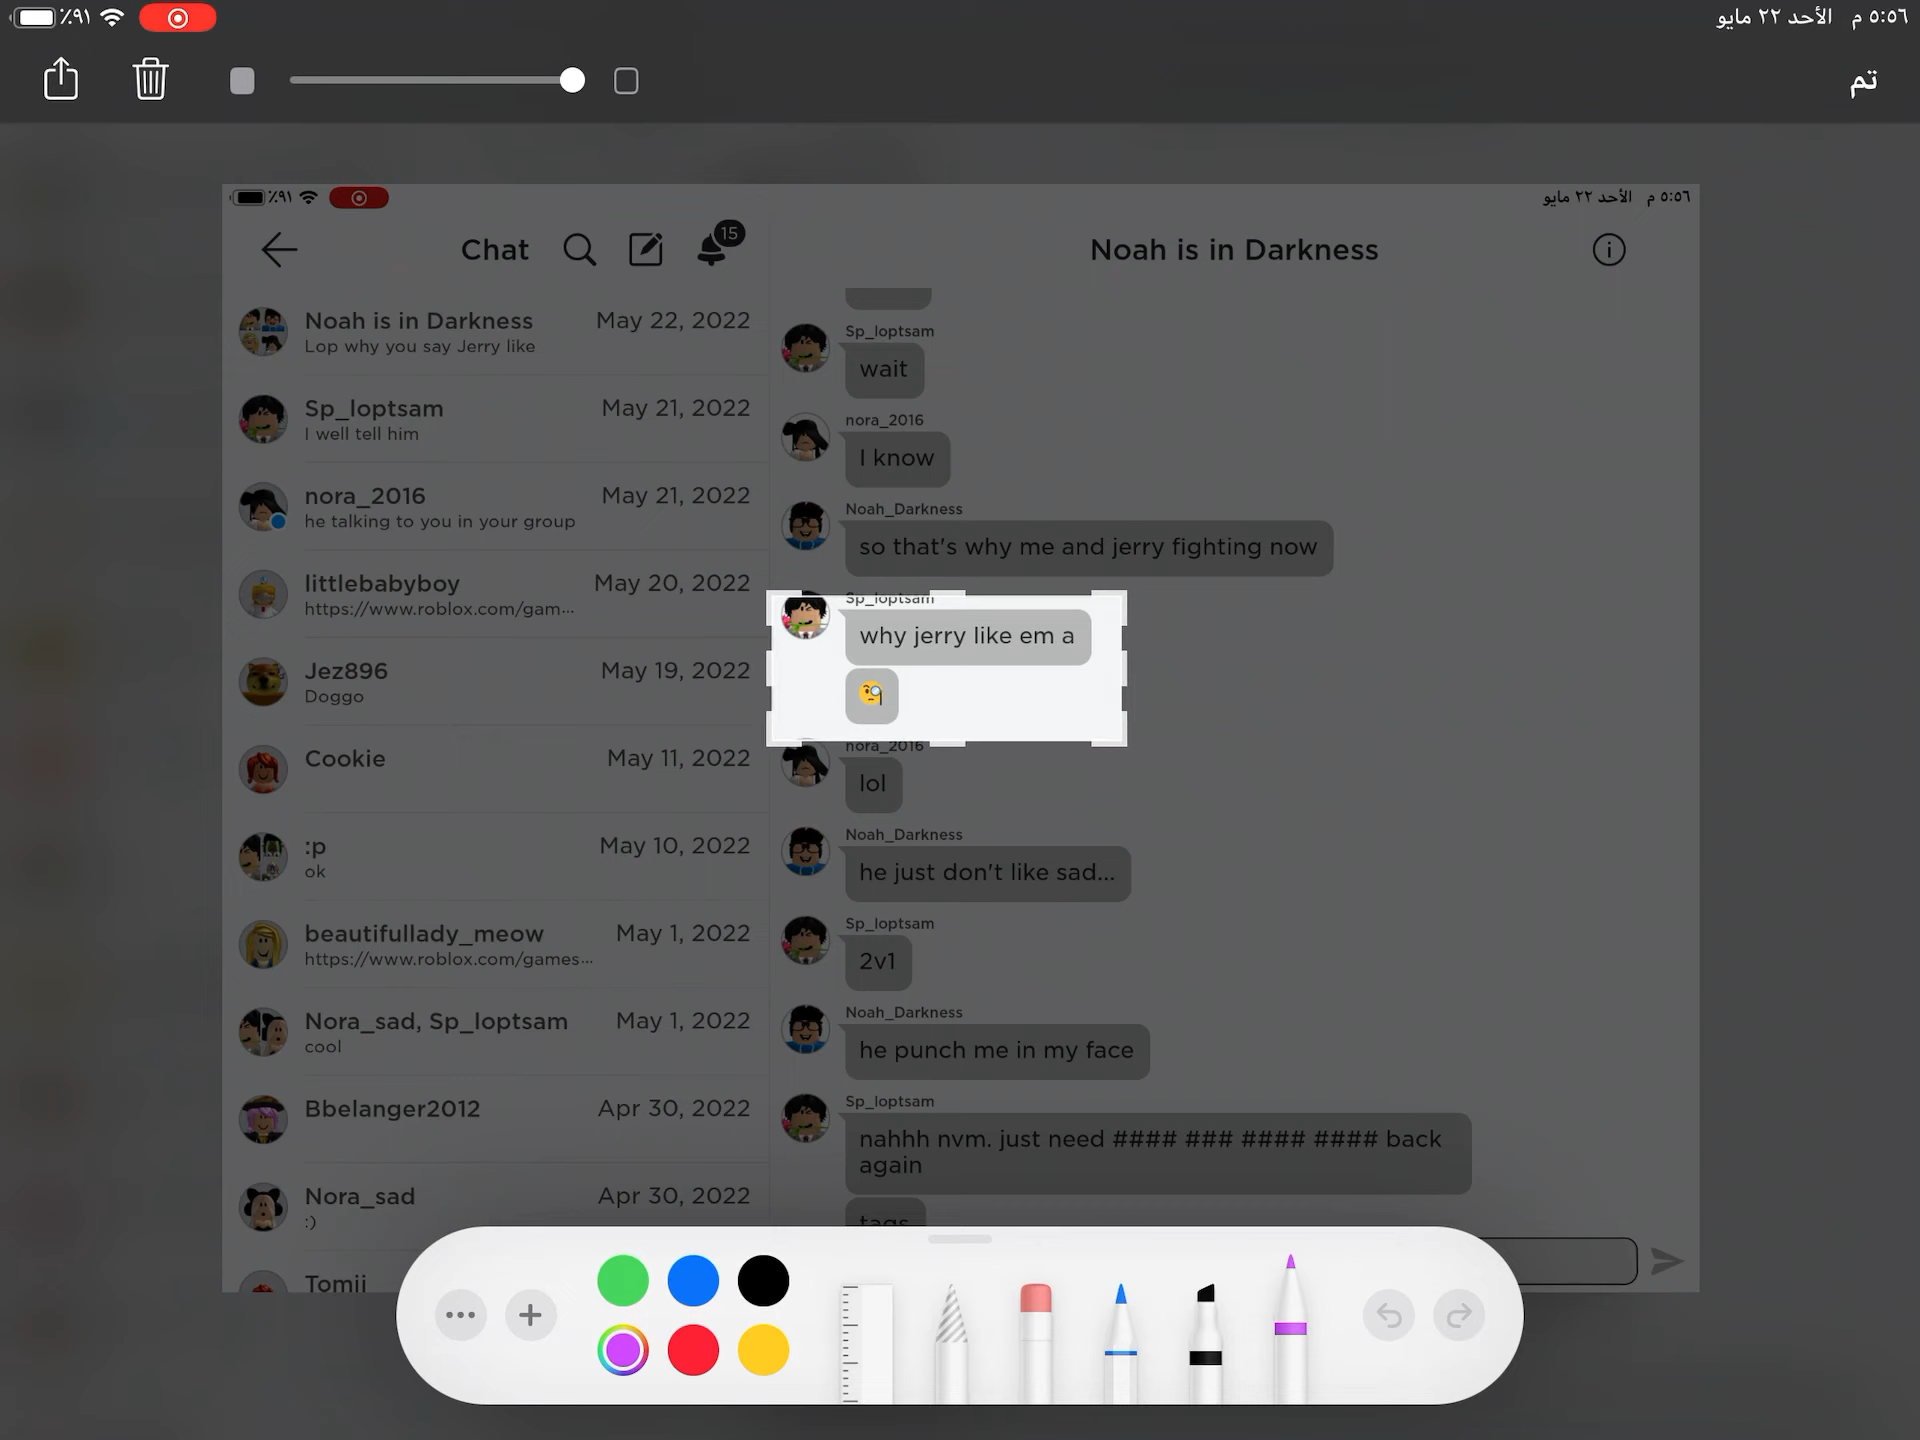 ٪٩١
٥:٥٦ م الأحد ٢٢ مايو
تم
٪٩١
٥:٥٦ م الأحد ٢٢ مايو
Chat
15
Noah is in Darkness May 22, 2022
Lop why you say Jerry like
Sp_loptsam May 21, 2022
I well tell him
nora_2016 May 21, 2022
he talking to you in your group
littlebabyboy May 20, 2022
https://www.roblox.com/gam...
Jez896 May 19, 2022
Doggo
Cookie May 11, 2022
:p May 10, 2022
ok
beautifullady_meow May 1, 2022
https://www.roblox.com/games...
Nora_sad, Sp_loptsam May 1, 2022
cool
Bbelanger2012 Apr 30, 2022
Nora_sad Apr 30, 2022
:)
Tomii
Noah is in Darkness
Sp_loptsam
wait
nora_2016
I know
Noah_Darkness
so that's why me and jerry fighting now
Sp_loptsam
why jerry like em a
🧐
nora_2016
lol
Noah_Darkness
he just don't like sad...
Sp_loptsam
2v1
Noah_Darkness
he punch me in my face
Sp_loptsam
nahhh nvm. just need #### ### #### #### back
again
tags